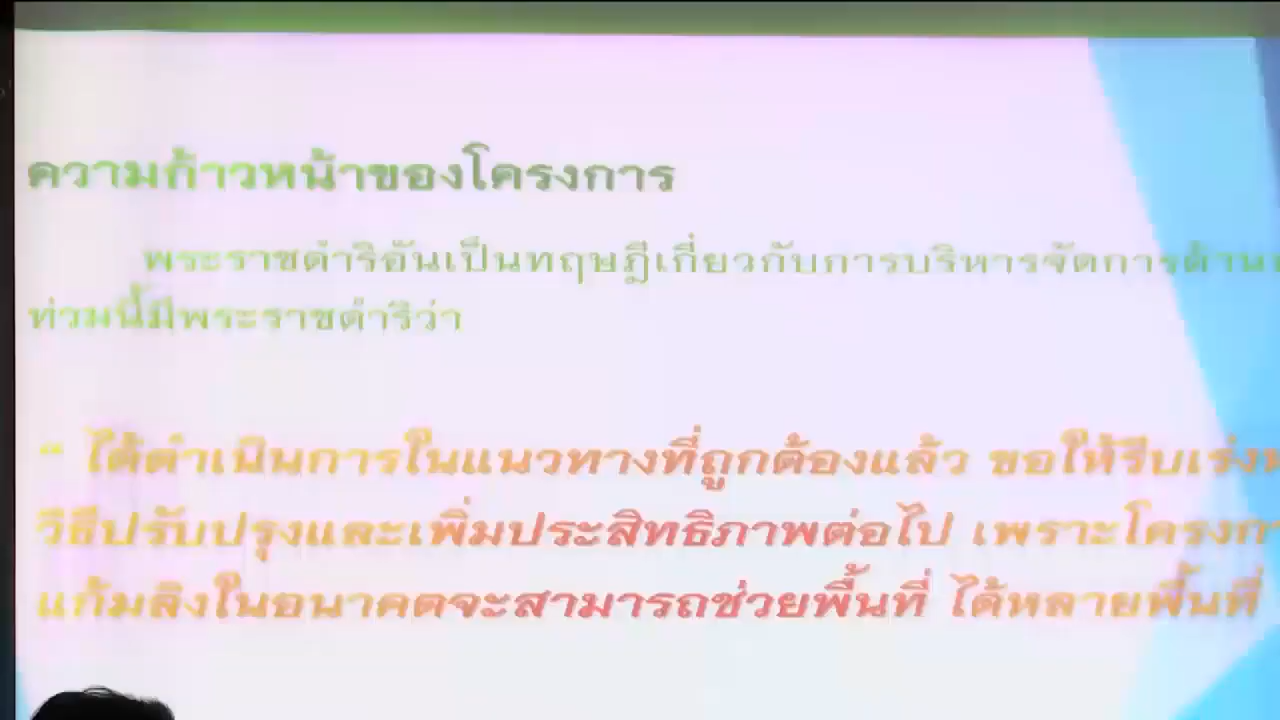 ความก้าวหน้าของโครงการ
พระราชดำริอันเป็นทฤษฎีเกี่ยวกับการบริหารจัดการด้าน
ท่วมนี้มีพระราชดำริว่า
“ ได้ดำเนินการในแนวทางที่ถูกต้องแล้ว ขอให้รีบเร่ง
วิธีปรับปรุงและเพิ่มประสิทธิภาพต่อไป เพราะ
แก้มลิงในอนาคตจะสามารถช่วยพื้นที่ ได้หลายพื้นที่